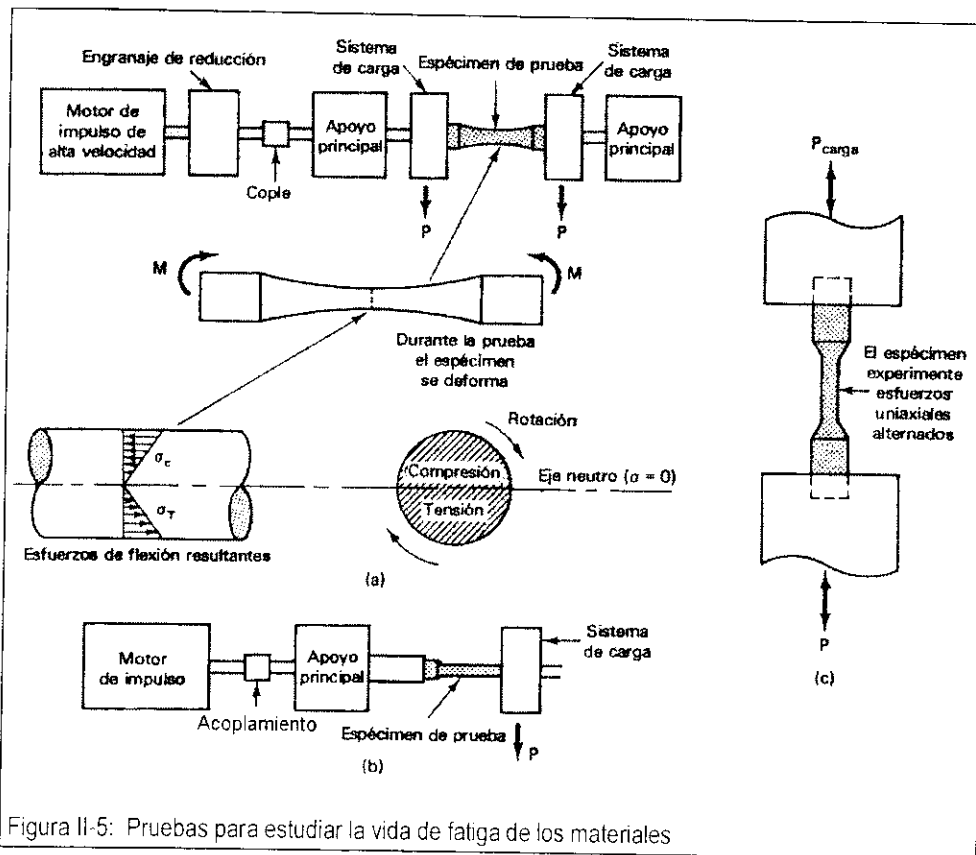 Engranaje de reducción
Sistema
de carga
Espécimen de prueba
Sistema
de carga
Motor de
impulso de
alta velocidad
Apoyo
principal
Apoyo
principal
Cople
P
P
M
M
Durante la prueba
el espécimen
se deforma
Rotación
σc
σT
Compresión
Tensión
Eje neutro (σ = 0)
Esfuerzos de flexión resultantes
(a)
Motor
de impulso
Apoyo
principal
Sistema
de carga
Acoplamiento
Espécimen de prueba
P
(b)
Pcarga
El espécimen
experimente
esfuerzos
uniaxiales
alternados
P
(c)
Figura II-5: Pruebas para estudiar la vida de fatiga de los materiales